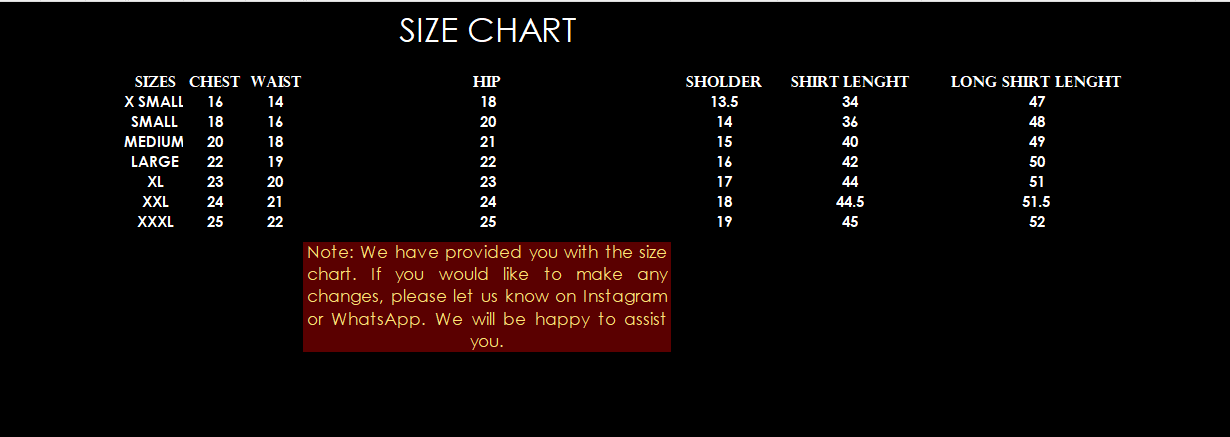 SIZE CHART
SIZES CHEST WAIST HIP SHOLDER SHIRT LENGHT LONG SHIRT LENGHT
X SMALL 16 14 18 13.5 34 47
SMALL 18 16 20 14 36 48
MEDIUM 20 18 21 15 40 49
LARGE 22 19 22 16 42 50
XL 23 20 23 17 44 51
XXL 24 21 24 18 44.5 51.5
XXXL 25 22 25 19 45 52
Note: We have provided you with the size
chart. If you would like to make any
changes, please let us know on Instagram
or WhatsApp. We will be happy to assist
you.